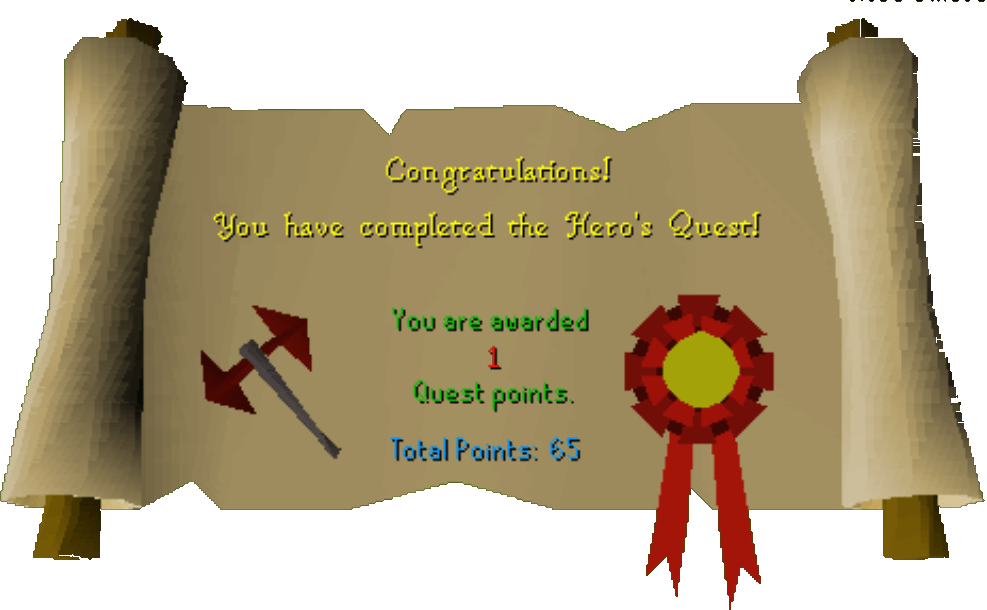 Congratulations!
You have completed the Hero's Quest!
You are awarded
1
Quest points.
Total Points: 65